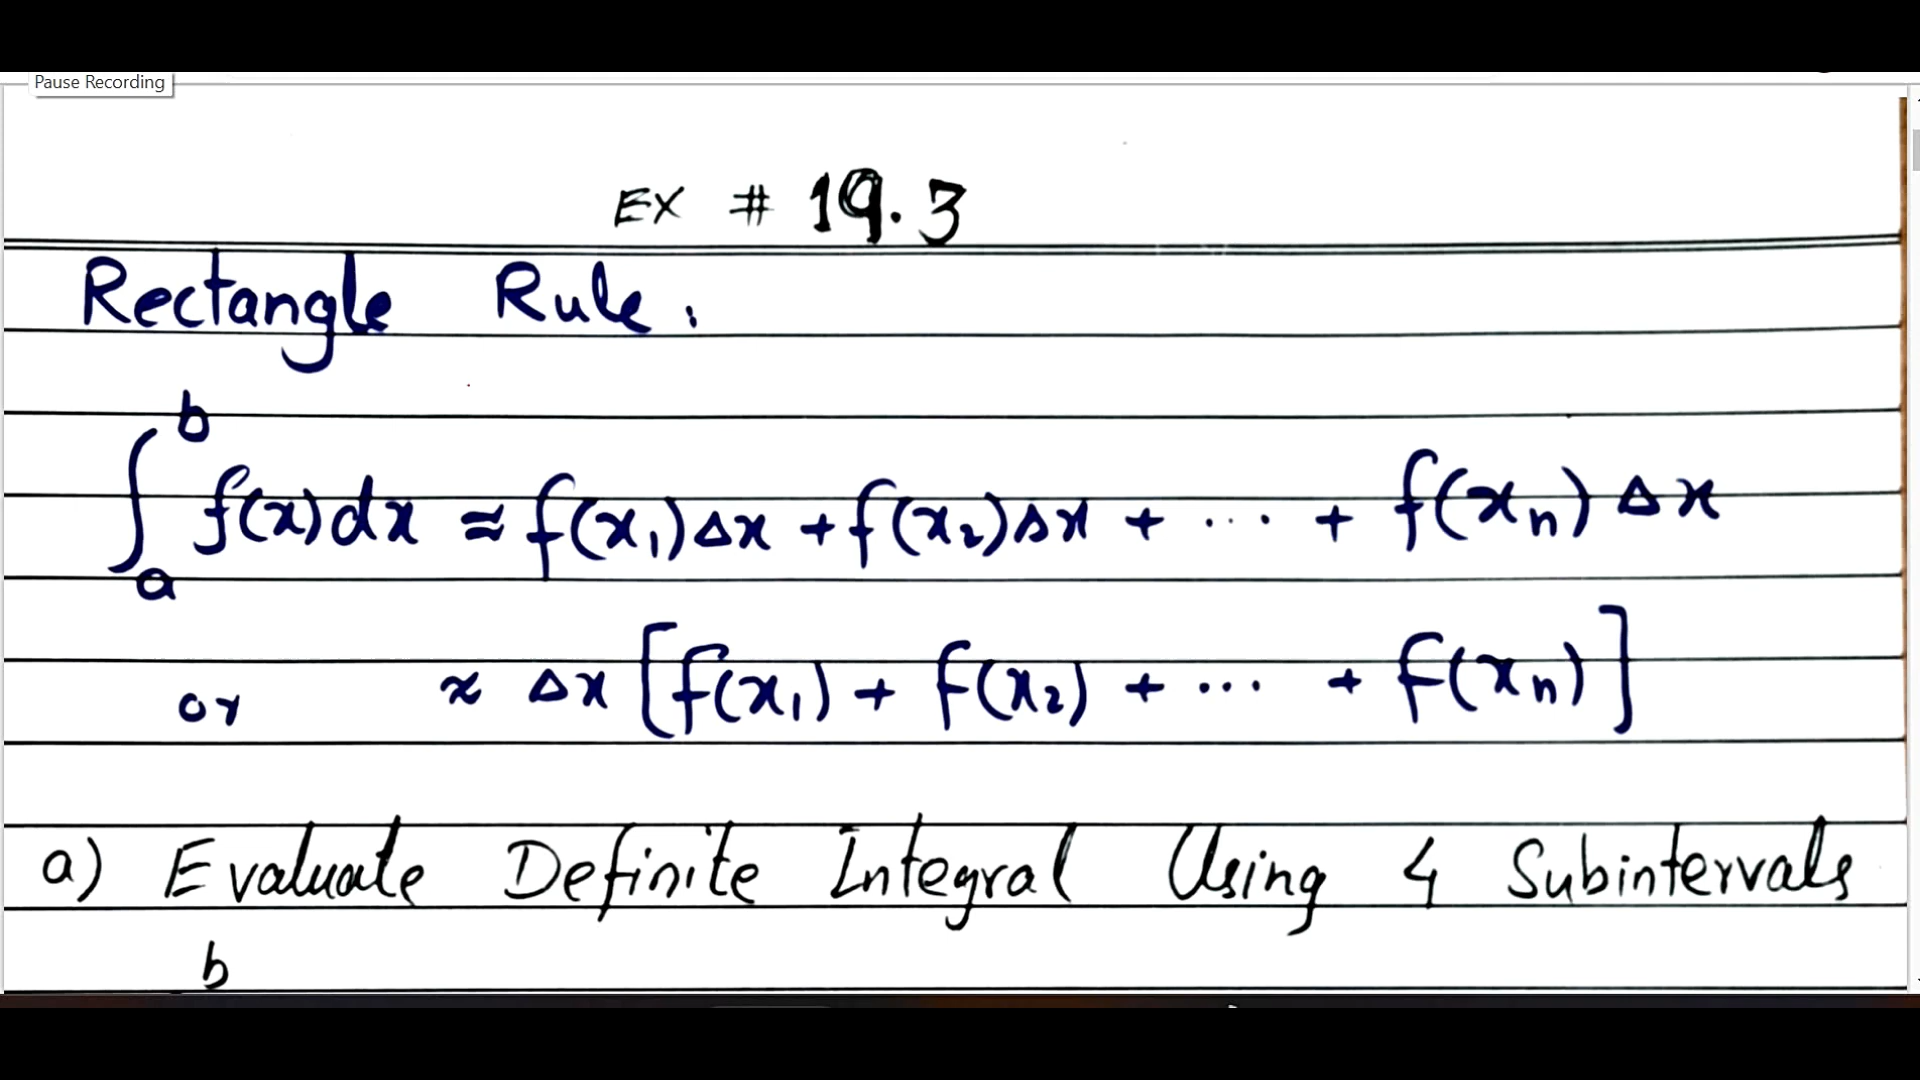 Pause Recording
EX # 19.3
Rectangle Rule.
∫ₐᵇ f(x)dx ≈ f(x₁)Δx + f(x₂)Δx + ... + f(xₙ)Δx
or ≈ Δx [f(x₁) + f(x₂) + ... + f(xₙ)]
a) Evaluate Definite Integral Using 4 Subintervals
b